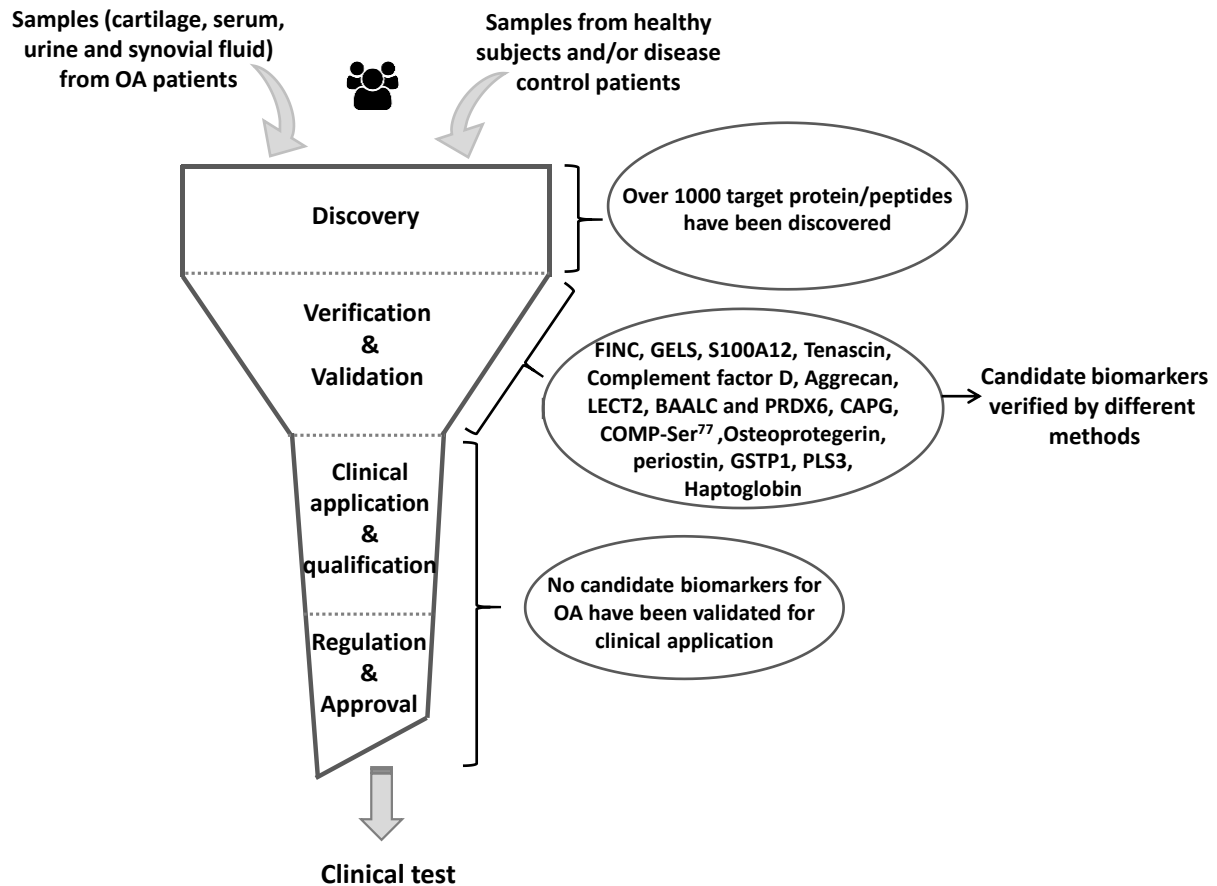 Samples (cartilage, serum,
urine and synovial fluid)
from OA patients
Samples from healthy
subjects and/or disease
control patients
Discovery
Over 1000 target protein/peptides
have been discovered
Verification
&
Validation
FINC, GELS, S100A12, Tenascin,
Complement factor D, Aggrecan,
LECT2, BAALC and PRDX6, CAPG,
COMP-Ser⁷⁷ ,Osteoprotegerin,
periostin, GSTP1, PLS3,
Haptoglobin
Candidate biomarkers
verified by different
methods
Clinical
application
&
qualification
No candidate biomarkers for
OA have been validated for
clinical application
Regulation
&
Approval
Clinical test